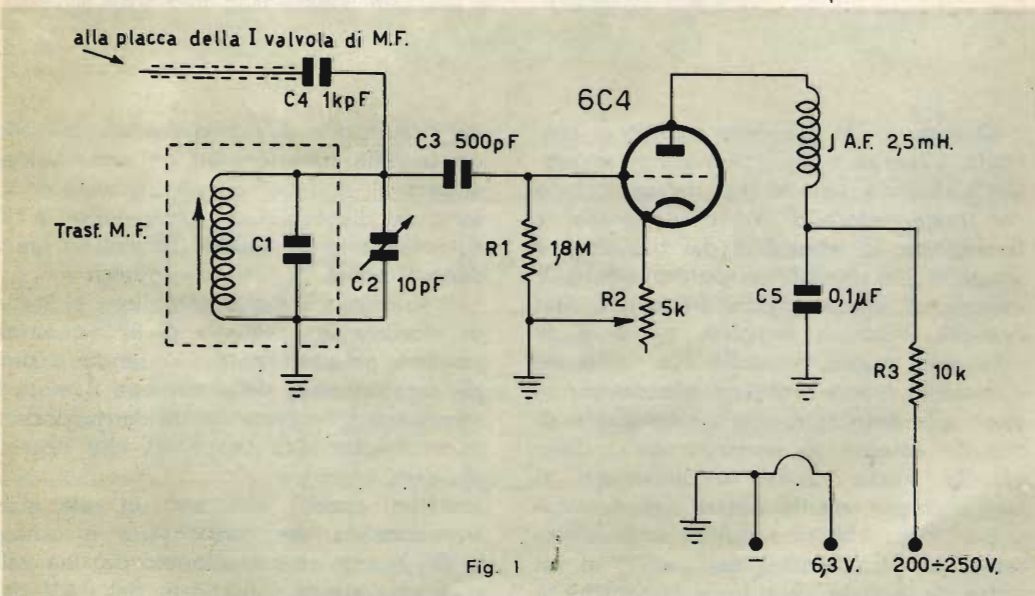 alla placca della I valvola di M.F.
C4 1kpF
6C4
C3 500pF
J A.F. 2,5mH.
Trasf. M.F.
C1
C2 10pF
R1 1,8M
R2 5k
C5 0,1µF
R3 10k
Fig. 1
− 6,3 V. 200÷250V.